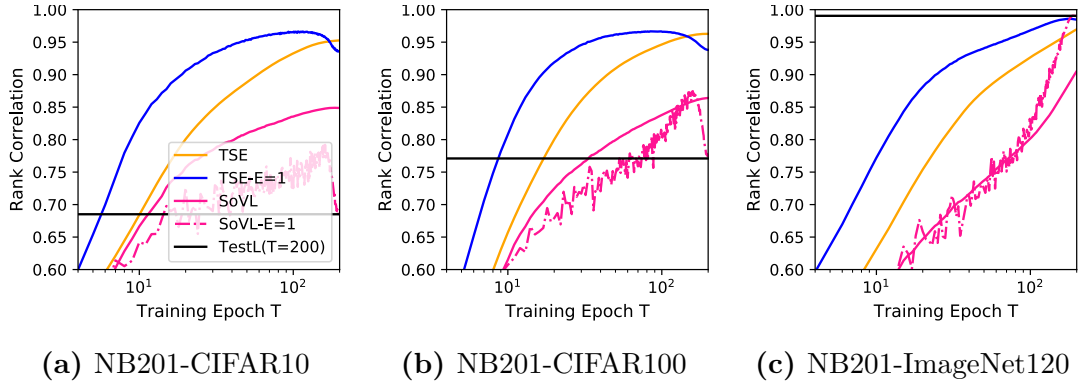 1.00
0.95
0.90
0.85
0.80
0.75
0.70
0.65
0.60
Rank Correlation
TSE
TSE-E=1
SoVL
SoVL-E=1
TestL(T=200)
10¹
10²
Training Epoch T
(a) NB201-CIFAR10
1.00
0.95
0.90
0.85
0.80
0.75
0.70
0.65
0.60
Rank Correlation
10¹
10²
Training Epoch T
(b) NB201-CIFAR100
1.00
0.95
0.90
0.85
0.80
0.75
0.70
0.65
0.60
Rank Correlation
10¹
10²
Training Epoch T
(c) NB201-ImageNet120